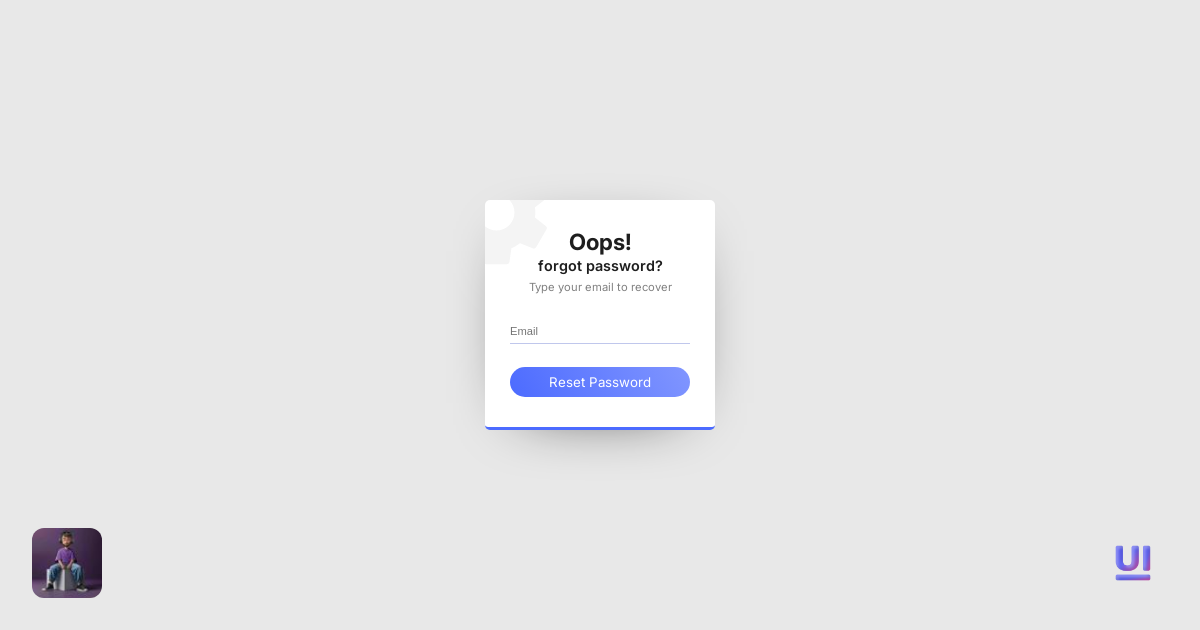 Oops!
forgot password?
Type your email to recover
Email
Reset Password
UI